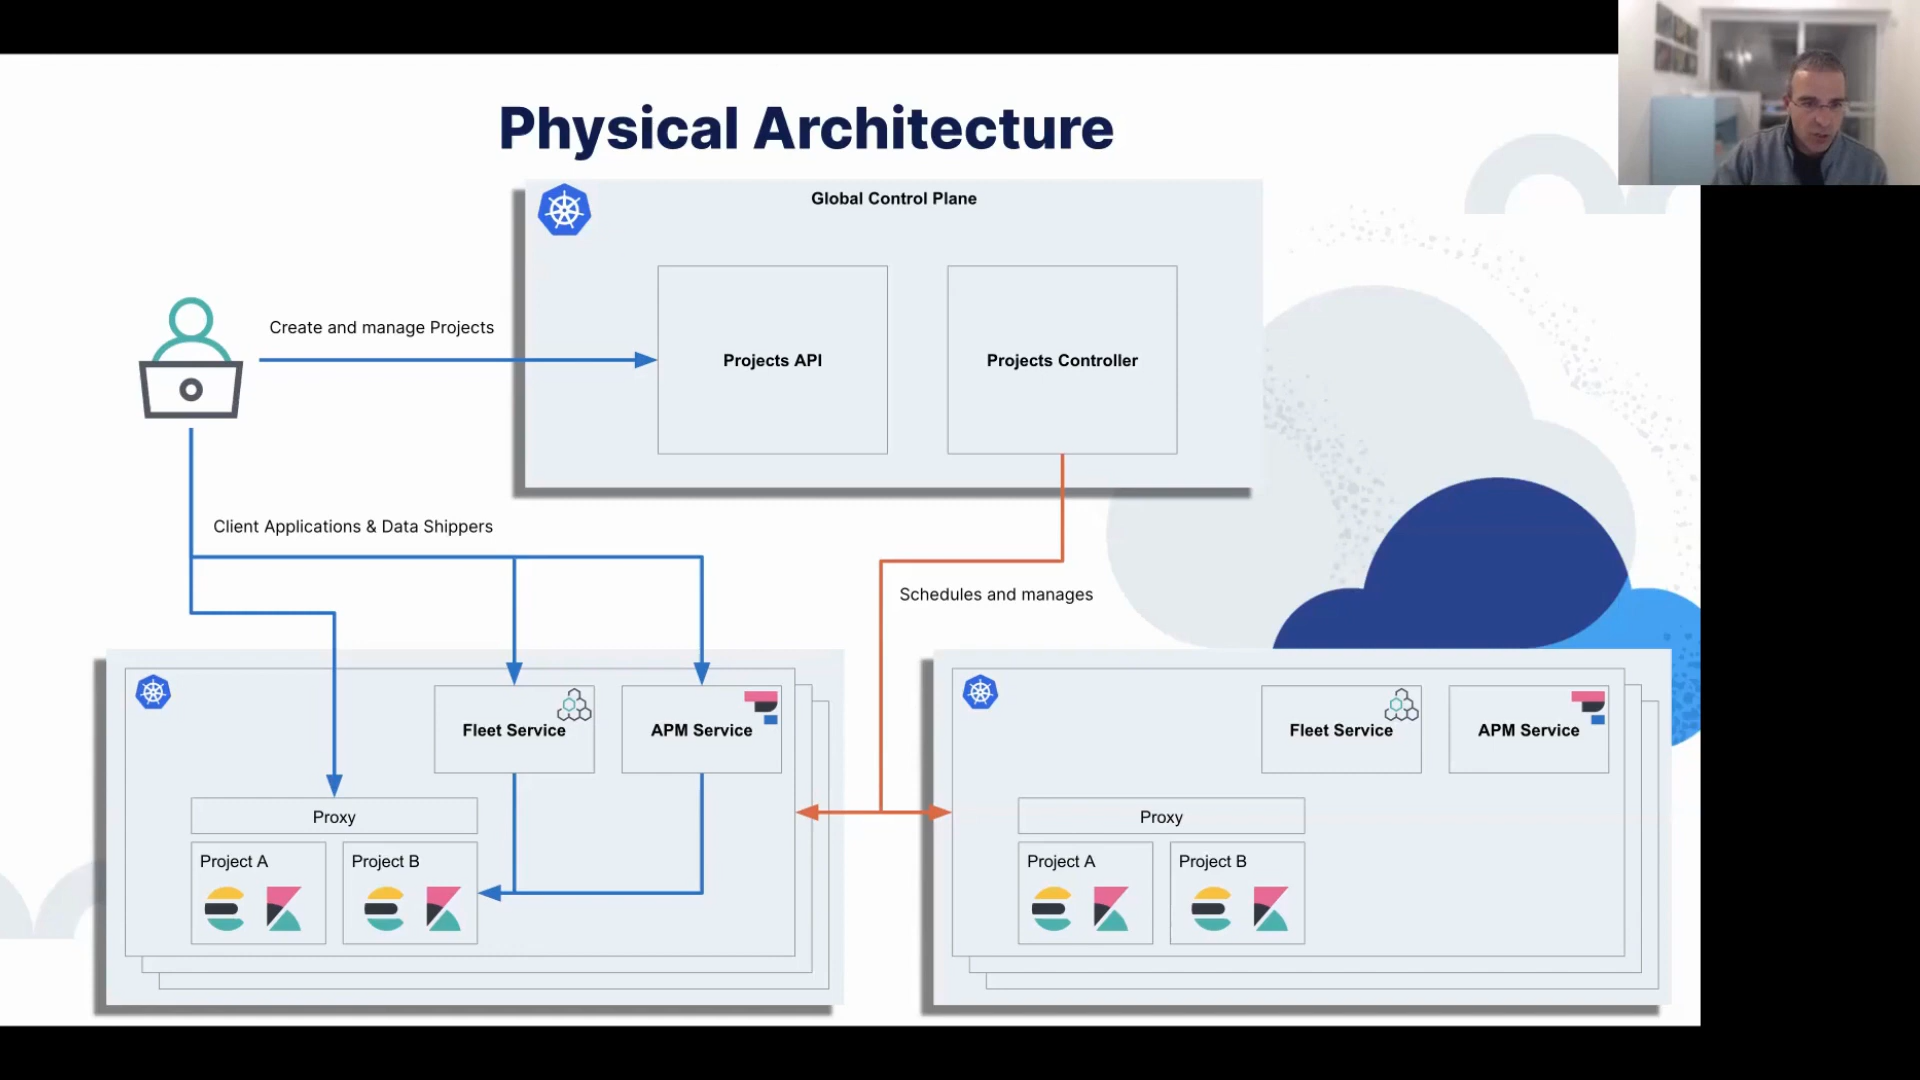 Physical Architecture
Global Control Plane
Create and manage Projects
Projects API
Projects Controller
Client Applications & Data Shippers
Schedules and manages
Fleet Service
APM Service
Proxy
Project A
Project B
Fleet Service
APM Service
Proxy
Project A
Project B